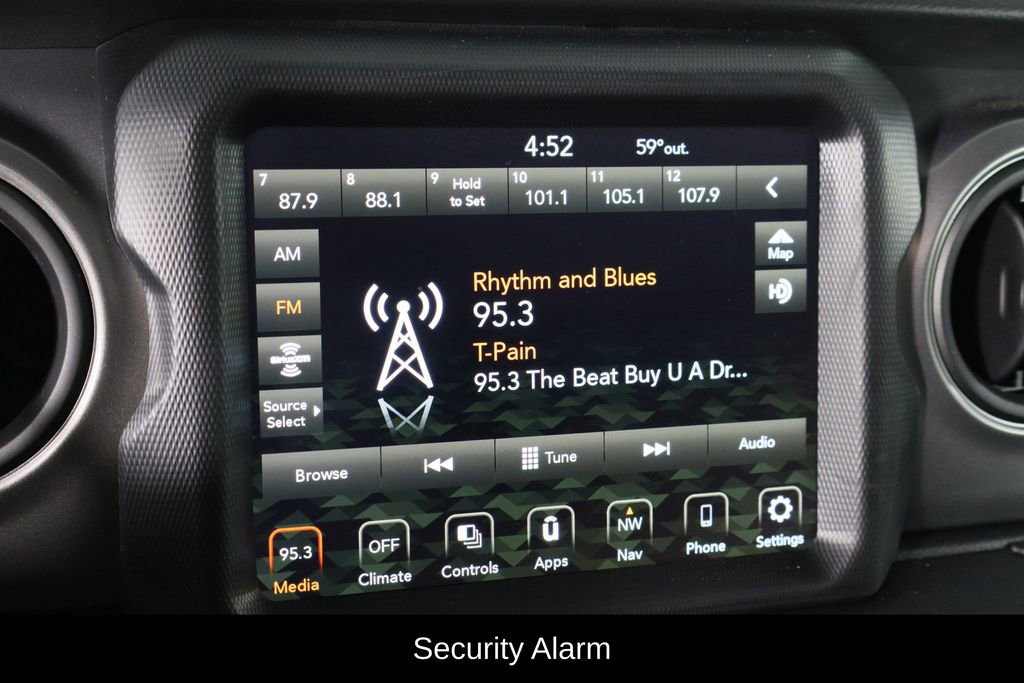 4:52 59°out.
7 87.9 8 88.1 9 Hold to Set 10 101.1 11 105.1 12 107.9
AM
Map
Rhythm and Blues
FM
HD
95.3
SiriusXM
T-Pain
95.3 The Beat Buy U A Dr...
Source
Select
Browse Tune Audio
95.3 OFF NW
Media Climate Controls Apps Nav Phone Settings
Security Alarm